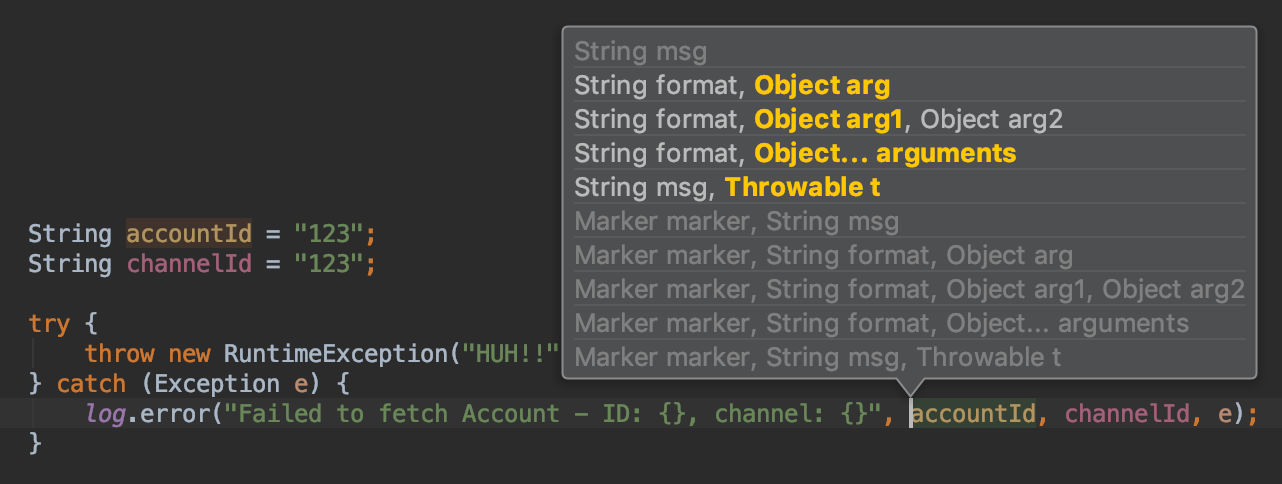 String msg
String format, Object arg
String format, Object arg1, Object arg2
String format, Object... arguments
String msg, Throwable t
Marker marker, String msg
Marker marker, String format, Object arg
Marker marker, String format, Object arg1, Object arg2
Marker marker, String format, Object... arguments
Marker marker, String msg, Throwable t
String accountId = "123";
String channelId = "123";
try {
throw new RuntimeException("HUH!!"
} catch (Exception e) {
log.error("Failed to fetch Account – ID: {}, channel: {}", accountId, channelId, e);
}